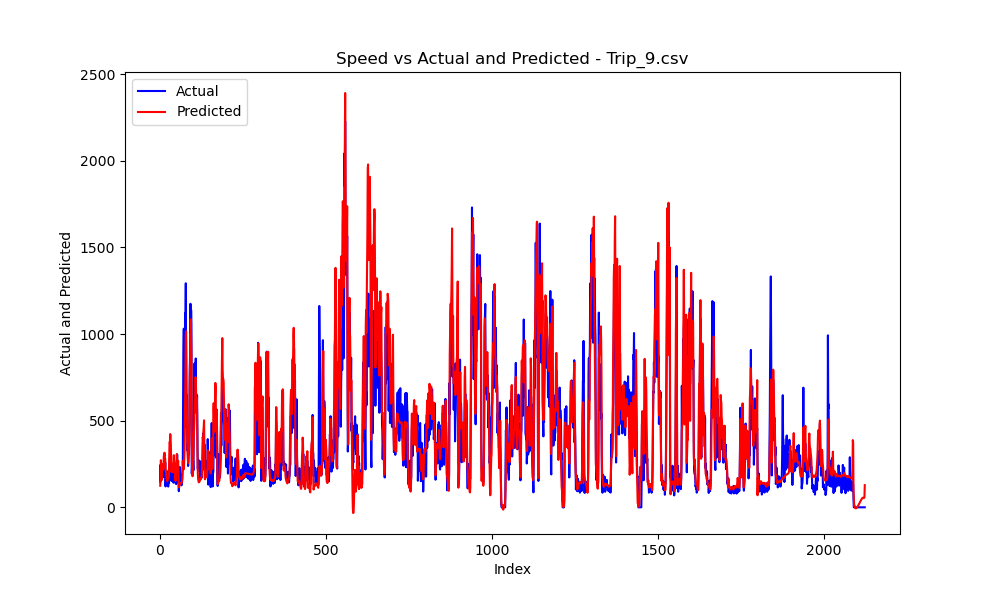 Speed vs Actual and Predicted - Trip_9.csv
Actual
Predicted
Actual and Predicted
2500
2000
1500
1000
500
0
0 500 1000 1500 2000
Index